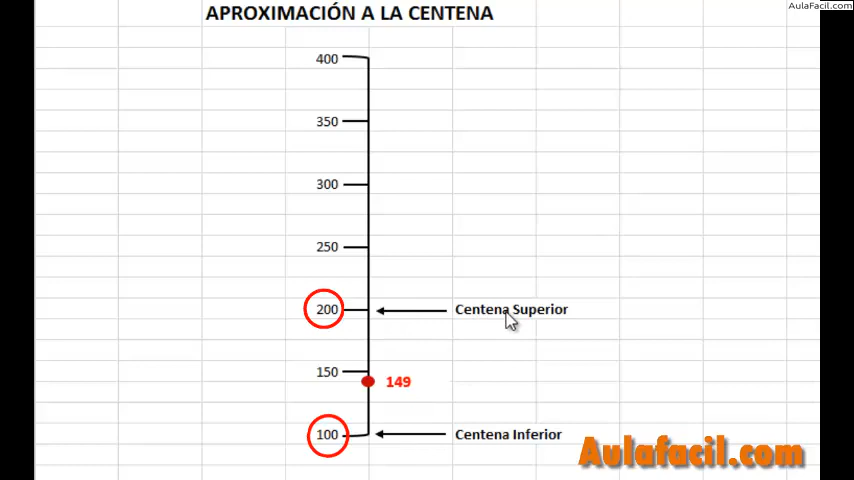 AulaFacil.com
APROXIMACIÓN A LA CENTENA
400
350
300
250
200 Centena Superior
150
149
100 Centena Inferior
Aulafacil.com